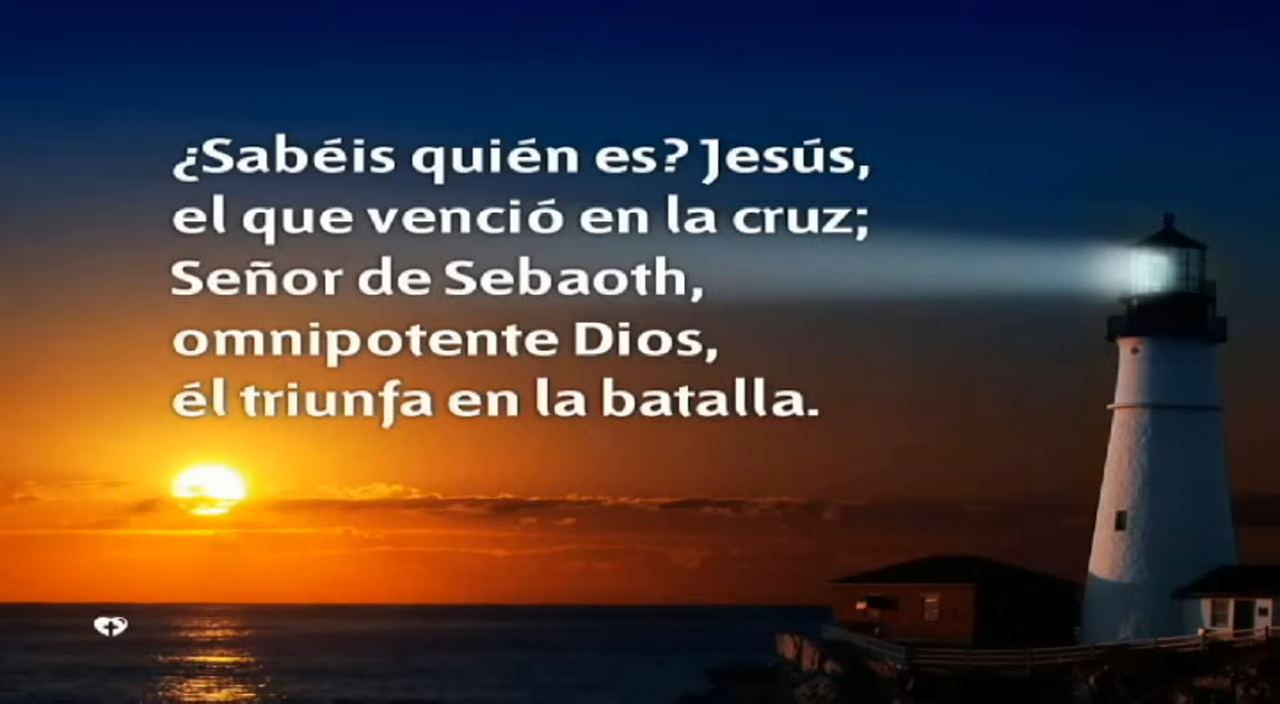 ¿Sabéis quién es? Jesús,
el que venció en la cruz;
Señor de Sebaoth,
omnipotente Dios,
él triunfa en la batalla.